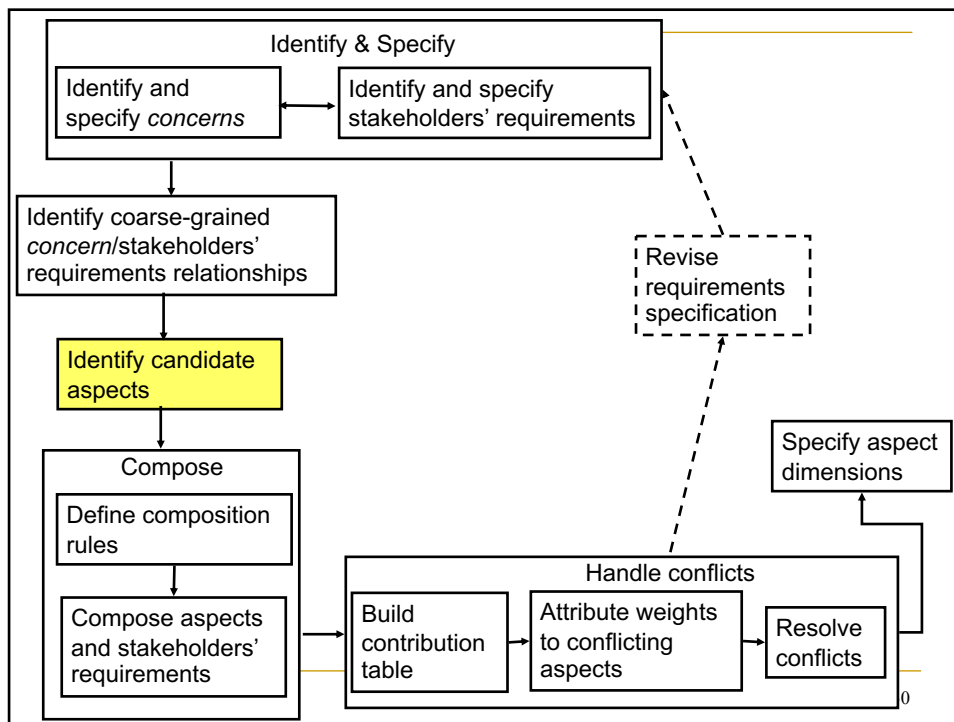 Identify & Specify
Identify and
specify concerns
Identify and specify
stakeholders’ requirements
Identify coarse-grained
concern/stakeholders’
requirements relationships
Revise
requirements
specification
Identify candidate
aspects
Specify aspect
dimensions
Compose
Define composition
rules
Compose aspects
and stakeholders’
requirements
Handle conflicts
Build
contribution
table
Attribute weights
to conflicting
aspects
Resolve
conflicts
0